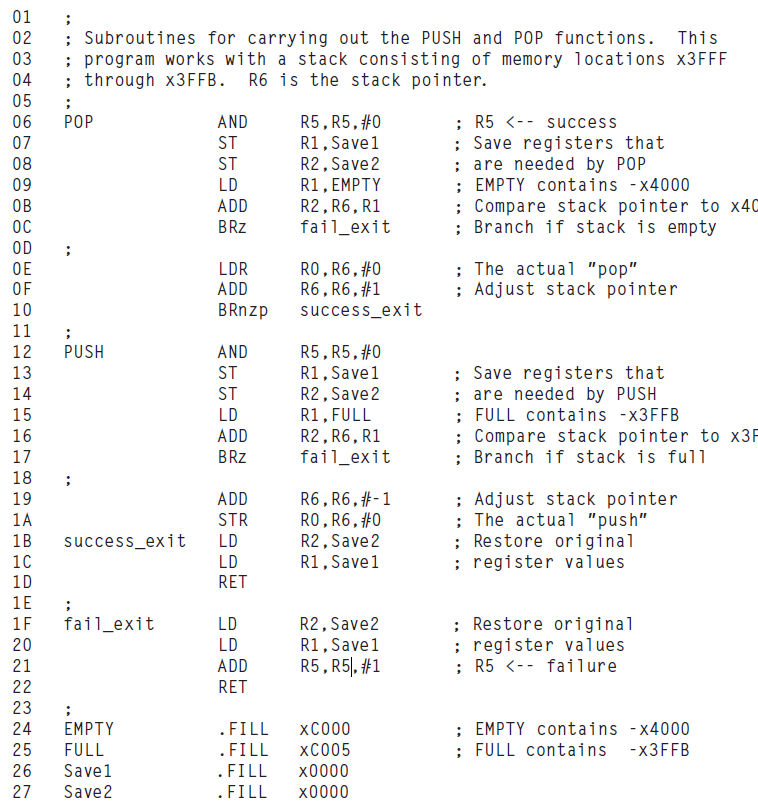 01 ;
02 ; Subroutines for carrying out the PUSH and POP functions. This
03 ; program works with a stack consisting of memory locations x3FFF
04 ; through x3FFB. R6 is the stack pointer.
05 ;
06 POP AND R5,R5,#0 ; R5 <-- success
07 ST R1,Save1 ; Save registers that
08 ST R2,Save2 ; are needed by POP
09 LD R1,EMPTY ; EMPTY contains -x4000
0B ADD R2,R6,R1 ; Compare stack pointer to x40
0C BRz fail_exit ; Branch if stack is empty
0D ;
0E LDR R0,R6,#0 ; The actual "pop"
0F ADD R6,R6,#1 ; Adjust stack pointer
10 BRnzp success_exit
11 ;
12 PUSH AND R5,R5,#0
13 ST R1,Save1 ; Save registers that
14 ST R2,Save2 ; are needed by PUSH
15 LD R1,FULL ; FULL contains -x3FFB
16 ADD R2,R6,R1 ; Compare stack pointer to x3F
17 BRz fail_exit ; Branch if stack is full
18 ;
19 ADD R6,R6,#-1 ; Adjust stack pointer
1A STR R0,R6,#0 ; The actual "push"
1B success_exit LD R2,Save2 ; Restore original
1C LD R1,Save1 ; register values
1D RET
1E ;
1F fail_exit LD R2,Save2 ; Restore original
20 LD R1,Save1 ; register values
21 ADD R5,R5,#1 ; R5 <-- failure
22 RET
23 ;
24 EMPTY .FILL xC000 ; EMPTY contains -x4000
25 FULL .FILL xC005 ; FULL contains -x3FFB
26 Save1 .FILL x0000
27 Save2 .FILL x0000